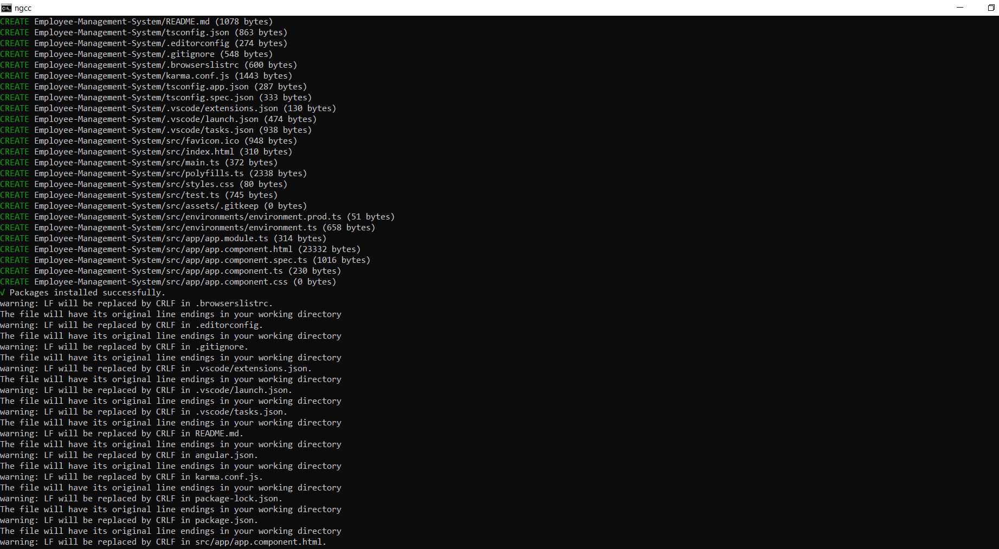 ngcc
CREATE Employee-Management-System/README.md (1078 bytes)
CREATE Employee-Management-System/tsconfig.json (863 bytes)
CREATE Employee-Management-System/.editorconfig (274 bytes)
CREATE Employee-Management-System/.gitignore (548 bytes)
CREATE Employee-Management-System/.browserslistrc (600 bytes)
CREATE Employee-Management-System/karma.conf.js (1443 bytes)
CREATE Employee-Management-System/tsconfig.app.json (287 bytes)
CREATE Employee-Management-System/tsconfig.spec.json (333 bytes)
CREATE Employee-Management-System/.vscode/extensions.json (130 bytes)
CREATE Employee-Management-System/.vscode/launch.json (474 bytes)
CREATE Employee-Management-System/.vscode/tasks.json (938 bytes)
CREATE Employee-Management-System/src/favicon.ico (948 bytes)
CREATE Employee-Management-System/src/index.html (310 bytes)
CREATE Employee-Management-System/src/main.ts (372 bytes)
CREATE Employee-Management-System/src/polyfills.ts (2338 bytes)
CREATE Employee-Management-System/src/styles.css (80 bytes)
CREATE Employee-Management-System/src/test.ts (745 bytes)
CREATE Employee-Management-System/src/assets/.gitkeep (0 bytes)
CREATE Employee-Management-System/src/environments/environment.prod.ts (51 bytes)
CREATE Employee-Management-System/src/environments/environment.ts (658 bytes)
CREATE Employee-Management-System/src/app/app.module.ts (314 bytes)
CREATE Employee-Management-System/src/app/app.component.html (23332 bytes)
CREATE Employee-Management-System/src/app/app.component.spec.ts (1016 bytes)
CREATE Employee-Management-System/src/app/app.component.ts (230 bytes)
CREATE Employee-Management-System/src/app/app.component.css (0 bytes)
√ Packages installed successfully.
warning: LF will be replaced by CRLF in .browserslistrc.
The file will have its original line endings in your working directory
warning: LF will be replaced by CRLF in .editorconfig.
The file will have its original line endings in your working directory
warning: LF will be replaced by CRLF in .gitignore.
The file will have its original line endings in your working directory
warning: LF will be replaced by CRLF in .vscode/extensions.json.
The file will have its original line endings in your working directory
warning: LF will be replaced by CRLF in .vscode/launch.json.
The file will have its original line endings in your working directory
warning: LF will be replaced by CRLF in .vscode/tasks.json.
The file will have its original line endings in your working directory
warning: LF will be replaced by CRLF in README.md.
The file will have its original line endings in your working directory
warning: LF will be replaced by CRLF in angular.json.
The file will have its original line endings in your working directory
warning: LF will be replaced by CRLF in karma.conf.js.
The file will have its original line endings in your working directory
warning: LF will be replaced by CRLF in package-lock.json.
The file will have its original line endings in your working directory
warning: LF will be replaced by CRLF in package.json.
The file will have its original line endings in your working directory
warning: LF will be replaced by CRLF in src/app/app.component.html.